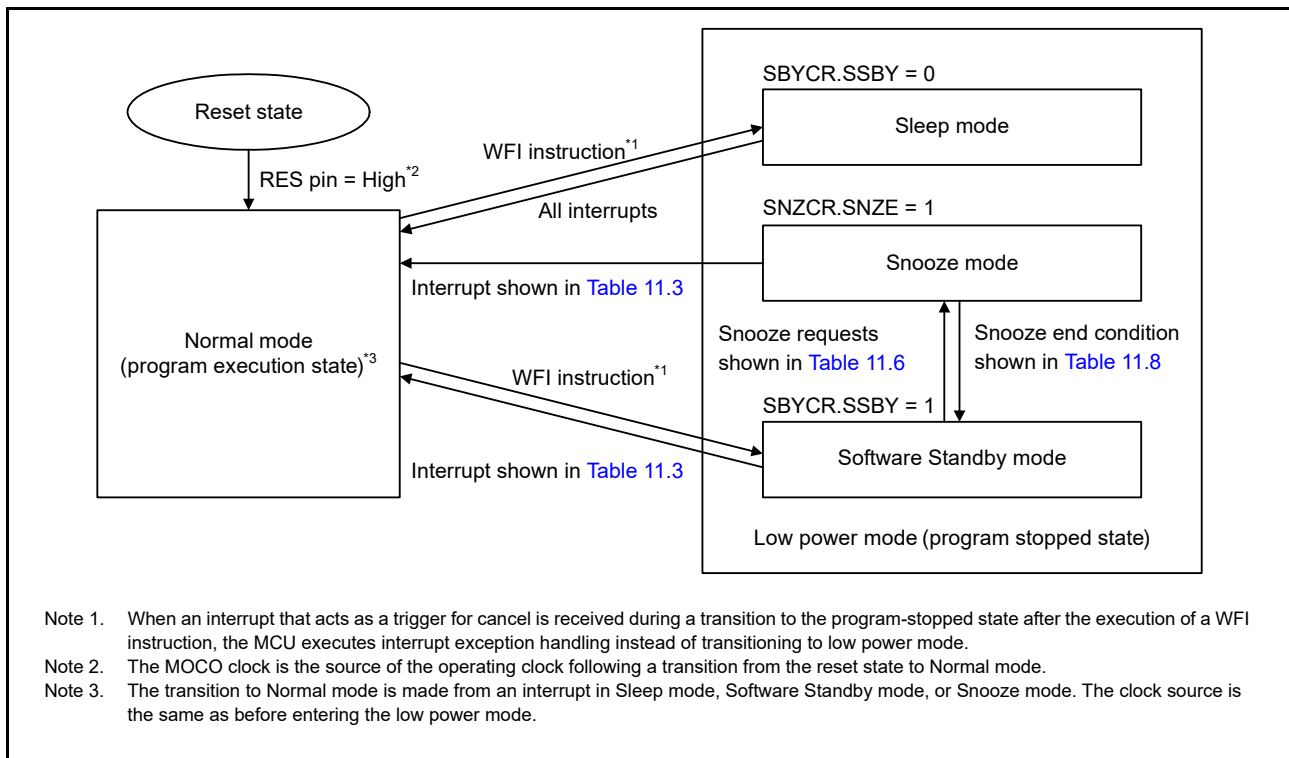 Reset state
RES pin = High*2
Normal mode
(program execution state)*3
WFI instruction*1
All interrupts
Interrupt shown in Table 11.3
WFI instruction*1
Interrupt shown in Table 11.3
SBYCR.SSBY = 0
Sleep mode
SNZCR.SNZE = 1
Snooze mode
Snooze requests
shown in Table 11.6
Snooze end condition
shown in Table 11.8
SBYCR.SSBY = 1
Software Standby mode
Low power mode (program stopped state)
Note 1. When an interrupt that acts as a trigger for cancel is received during a transition to the program-stopped state after the execution of a WFI
instruction, the MCU executes interrupt exception handling instead of transitioning to low power mode.
Note 2. The MOCO clock is the source of the operating clock following a transition from the reset state to Normal mode.
Note 3. The transition to Normal mode is made from an interrupt in Sleep mode, Software Standby mode, or Snooze mode. The clock source is
the same as before entering the low power mode.